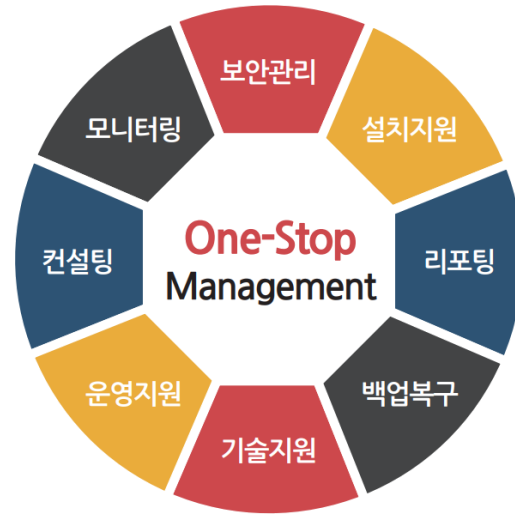 보안관리
설치지원
리포팅
백업복구
기술지원
운영지원
컨설팅
모니터링
One-Stop
Management